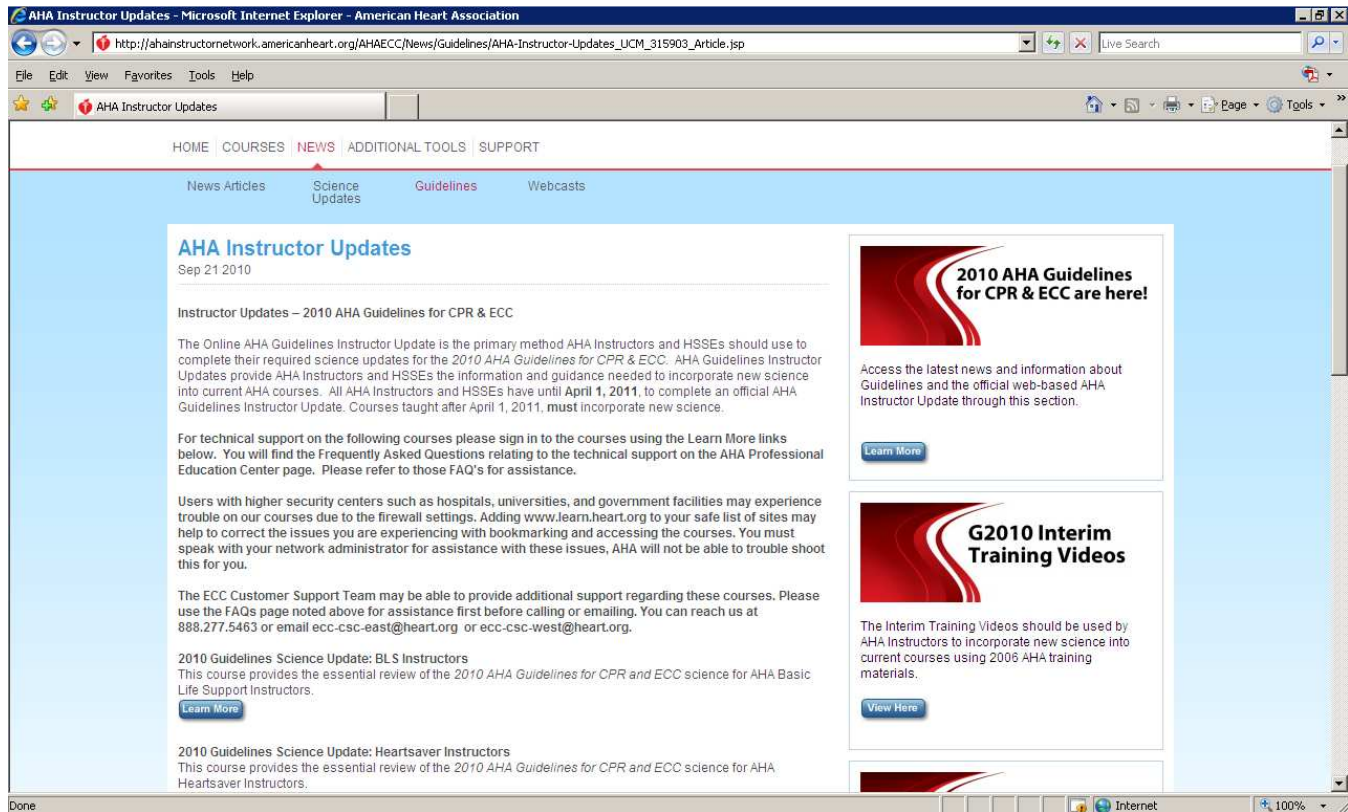 AHA Instructor Updates - Microsoft Internet Explorer - American Heart Association
http://ahainstructornetwork.americanheart.org/AHAECC/News/Guidelines/AHA-Instructor-Updates_UCM_315903_Article.jsp
Live Search
File Edit View Favorites Tools Help
AHA Instructor Updates
Page Tools
HOME COURSES NEWS ADDITIONAL TOOLS SUPPORT
News Articles Science Updates Guidelines Webcasts
AHA Instructor Updates
Sep 21 2010
Instructor Updates – 2010 AHA Guidelines for CPR & ECC
The Online AHA Guidelines Instructor Update is the primary method AHA Instructors and HSSEs should use to
complete their required science updates for the 2010 AHA Guidelines for CPR & ECC. AHA Guidelines Instructor
Updates provide AHA Instructors and HSSEs the information and guidance needed to incorporate new science
into current AHA courses. All AHA Instructors and HSSEs have until April 1, 2011, to complete an official AHA
Guidelines Instructor Update. Courses taught after April 1, 2011, must incorporate new science.
For technical support on the following courses please sign in to the courses using the Learn More links
below. You will find the Frequently Asked Questions relating to the technical support on the AHA Professional
Education Center page. Please refer to those FAQ's for assistance.
Users with higher security centers such as hospitals, universities, and government facilities may experience
trouble on our courses due to the firewall settings. Adding www.learn.heart.org to your safe list of sites may
help to correct the issues you are experiencing with bookmarking and accessing the courses. You must
speak with your network administrator for assistance with these issues, AHA will not be able to trouble shoot
this for you.
The ECC Customer Support Team may be able to provide additional support regarding these courses. Please
use the FAQs page noted above for assistance first before calling or emailing. You can reach us at
888.277.5463 or email ecc-csc-east@heart.org or ecc-csc-west@heart.org.
2010 Guidelines Science Update: BLS Instructors
This course provides the essential review of the 2010 AHA Guidelines for CPR and ECC science for AHA Basic
Life Support Instructors.
Learn More
2010 Guidelines Science Update: Heartsaver Instructors
This course provides the essential review of the 2010 AHA Guidelines for CPR and ECC science for AHA
Heartsaver Instructors.
2010 AHA Guidelines
for CPR & ECC are here!
Access the latest news and information about
Guidelines and the official web-based AHA
Instructor Update through this section.
Learn More
G2010 Interim
Training Videos
The Interim Training Videos should be used by
AHA Instructors to incorporate new science into
current courses using 2006 AHA training
materials.
View Here
Done
Internet
100%